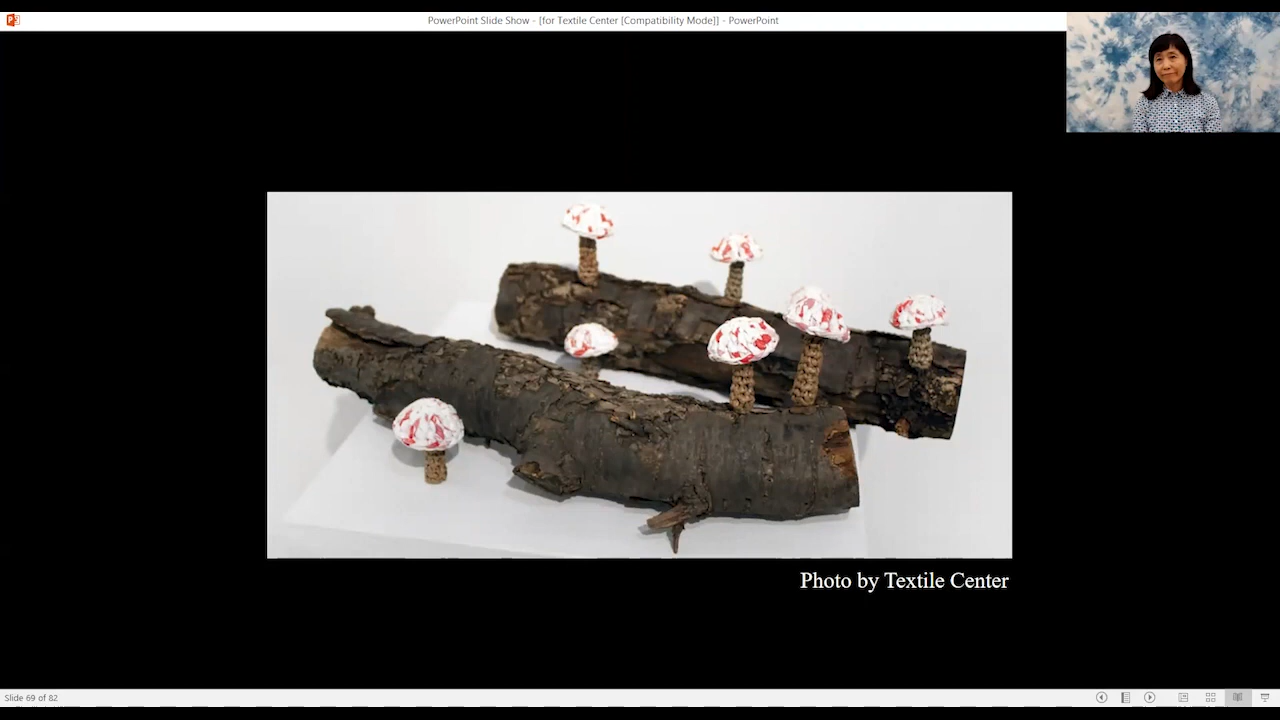 PowerPoint Slide Show - [for Textile Center [Compatibility Mode]] - PowerPoint
Photo by Textile Center
Slide 69 of 82